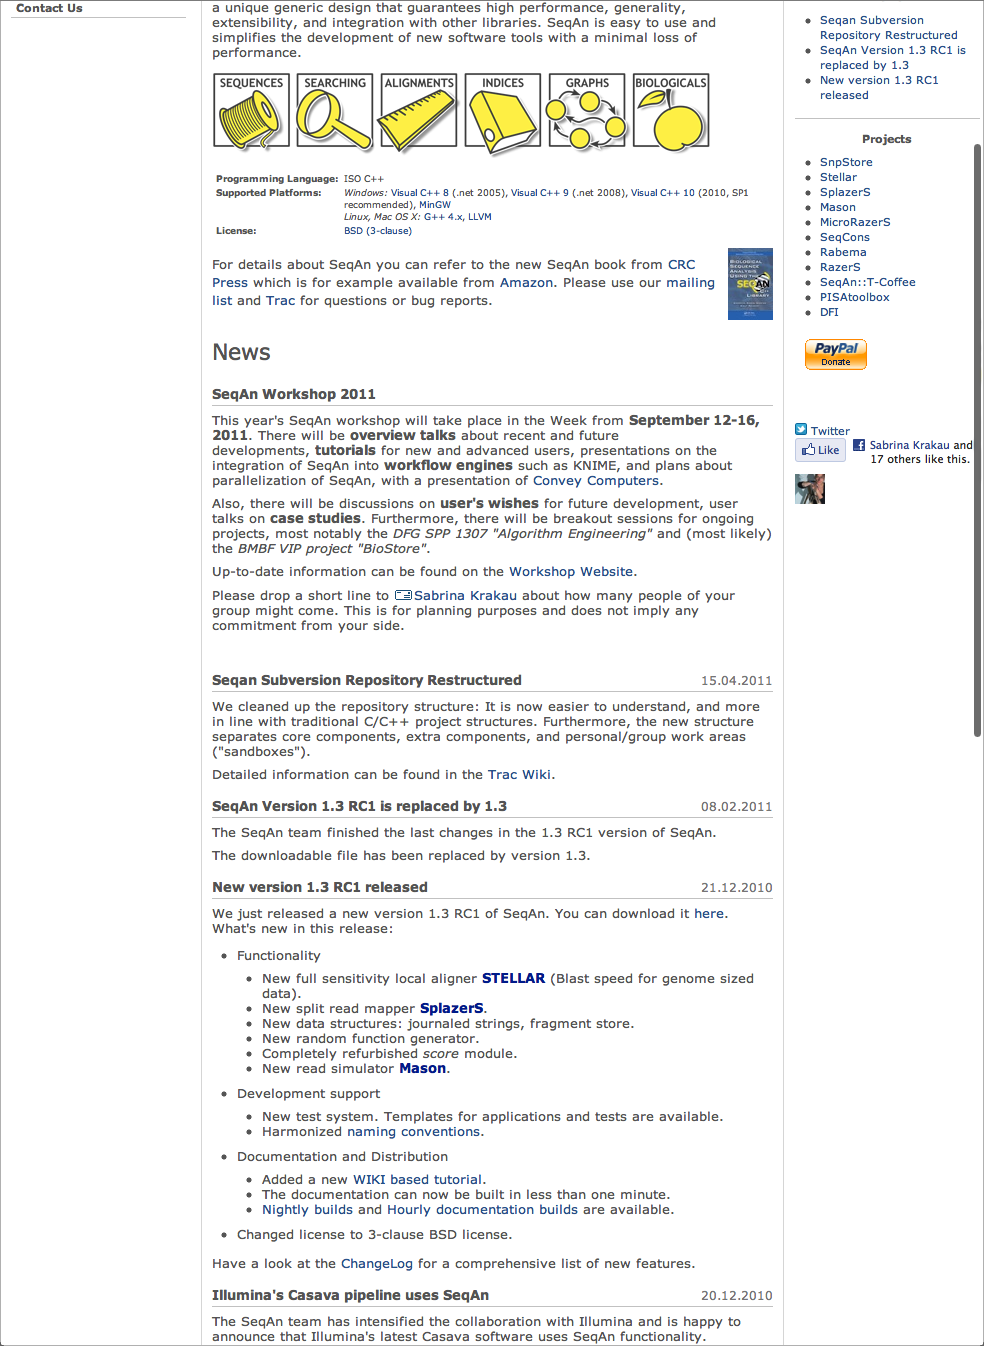 Contact Us
a unique generic design that guarantees high performance, generality,
extensibility, and integration with other libraries. SeqAn is easy to use and
simplifies the development of new software tools with a minimal loss of
performance.
SEQUENCES SEARCHING ALIGNMENTS INDICES GRAPHS BIOLOGICALS
Programming Language: ISO C++
Supported Platforms: Windows: Visual C++ 8 (.net 2005), Visual C++ 9 (.net 2008), Visual C++ 10 (2010, SP1
recommended), MinGW
Linux, Mac OS X: G++ 4.x, LLVM
License: BSD (3-clause)
For details about SeqAn you can refer to the new SeqAn book from CRC
Press which is for example available from Amazon. Please use our mailing
list and Trac for questions or bug reports.
BIOLOGICAL
SEQUENCE
ANALYSIS
USING THE
SEQAN
C++
LIBRARY
News
SeqAn Workshop 2011
This year's SeqAn workshop will take place in the Week from September 12-16,
2011. There will be overview talks about recent and future
developments, tutorials for new and advanced users, presentations on the
integration of SeqAn into workflow engines such as KNIME, and plans about
parallelization of SeqAn, with a presentation of Convey Computers.
Also, there will be discussions on user's wishes for future development, user
talks on case studies. Furthermore, there will be breakout sessions for ongoing
projects, most notably the DFG SPP 1307 "Algorithm Engineering" and (most likely)
the BMBF VIP project "BioStore".
Up-to-date information can be found on the Workshop Website.
Please drop a short line to Sabrina Krakau about how many people of your
group might come. This is for planning purposes and does not imply any
commitment from your side.
Seqan Subversion Repository Restructured 15.04.2011
We cleaned up the repository structure: It is now easier to understand, and more
in line with traditional C/C++ project structures. Furthermore, the new structure
separates core components, extra components, and personal/group work areas
("sandboxes").
Detailed information can be found in the Trac Wiki.
SeqAn Version 1.3 RC1 is replaced by 1.3 08.02.2011
The SeqAn team finished the last changes in the 1.3 RC1 version of SeqAn.
The downloadable file has been replaced by version 1.3.
New version 1.3 RC1 released 21.12.2010
We just released a new version 1.3 RC1 of SeqAn. You can download it here.
What's new in this release:
Functionality
New full sensitivity local aligner STELLAR (Blast speed for genome sized
data).
New split read mapper SplazerS.
New data structures: journaled strings, fragment store.
New random function generator.
Completely refurbished score module.
New read simulator Mason.
Development support
New test system. Templates for applications and tests are available.
Harmonized naming conventions.
Documentation and Distribution
Added a new WIKI based tutorial.
The documentation can now be built in less than one minute.
Nightly builds and Hourly documentation builds are available.
Changed license to 3-clause BSD license.
Have a look at the ChangeLog for a comprehensive list of new features.
Illumina's Casava pipeline uses SeqAn 20.12.2010
The SeqAn team has intensified the collaboration with Illumina and is happy to
announce that Illumina's latest Casava software uses SeqAn functionality.
Seqan Subversion
Repository Restructured
SeqAn Version 1.3 RC1 is
replaced by 1.3
New version 1.3 RC1
released
Projects
SnpStore
Stellar
SplazerS
Mason
MicroRazerS
SeqCons
Rabema
RazerS
SeqAn::T-Coffee
PISAtoolbox
DFI
PayPal
Donate
Twitter
Like Sabrina Krakau and
17 others like this.